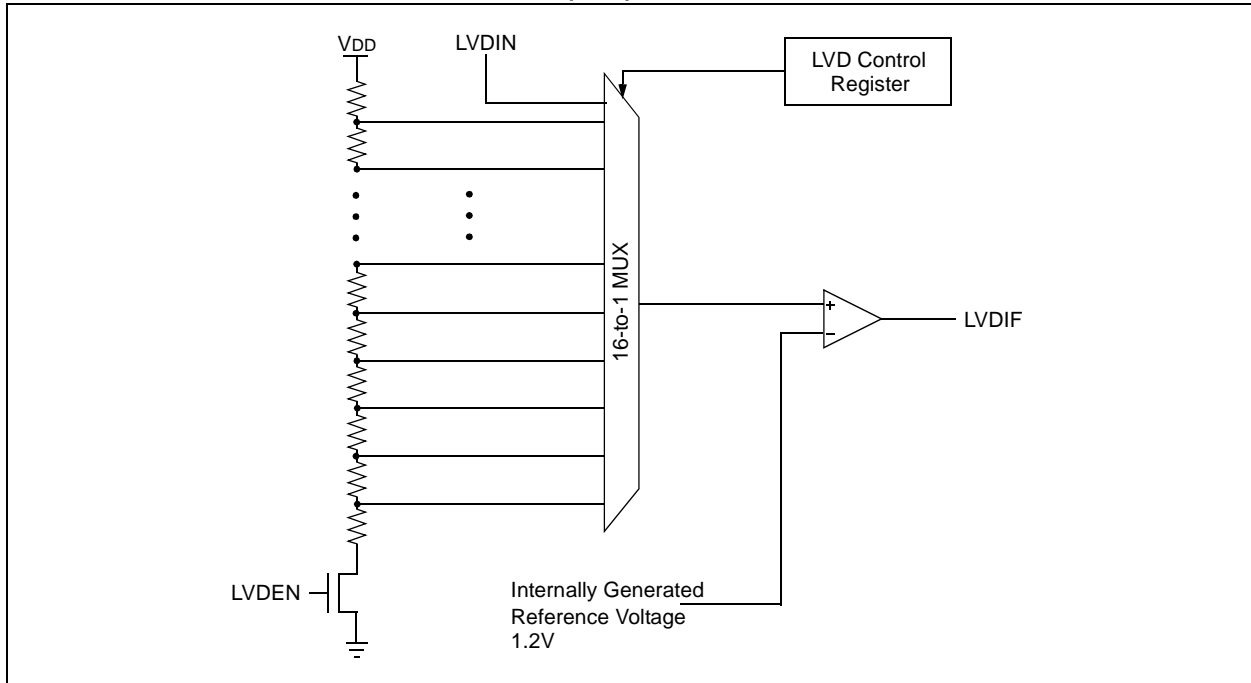 VDD
LVDIN
LVD Control
Register
16-to-1 MUX
+
−
LVDIF
LVDEN
Internally Generated
Reference Voltage
1.2V